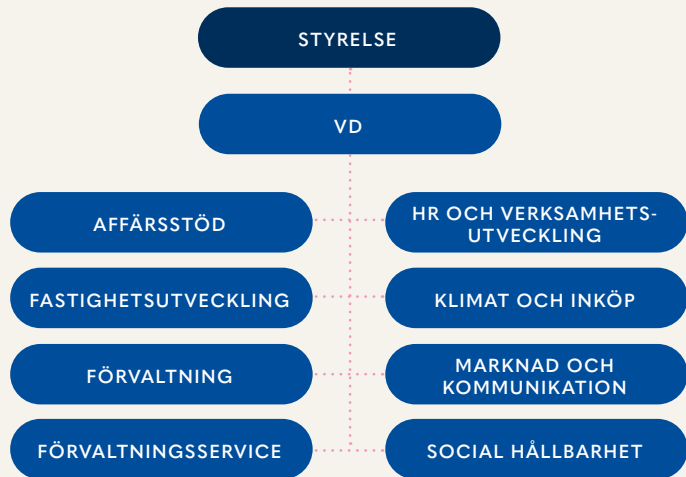 STYRELSE
VD
AFFÄRSSTÖD
HR OCH VERKSAMHETS-
UTVECKLING
FASTIGHETSUTVECKLING
KLIMAT OCH INKÖP
FÖRVALTNING
MARKNAD OCH
KOMMUNIKATION
FÖRVALTNINGSSERVICE
SOCIAL HÅLLBARHET